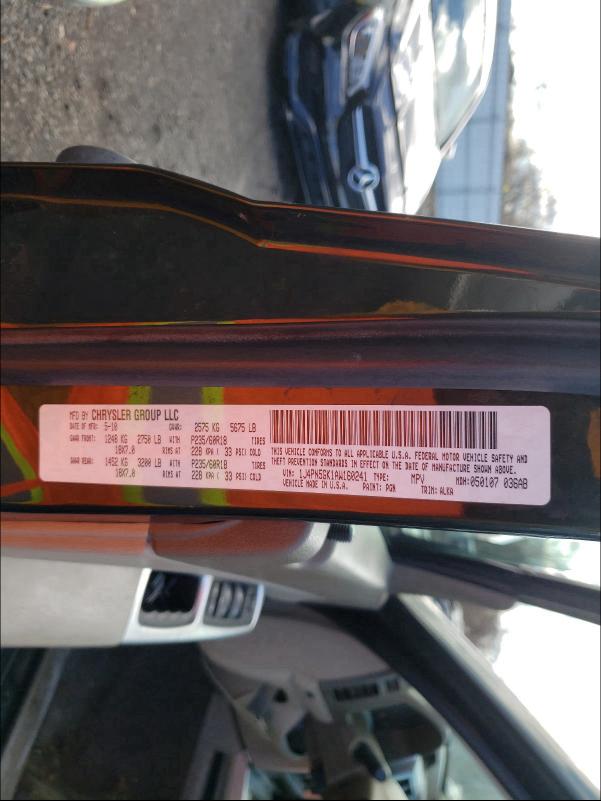 MFD BY CHRYSLER GROUP LLC
DATE OF MFR: 5-10 GVWR: 2575 KG 5675 LB
GAWR FRONT: 1248 KG 2750 LB WITH P235/60R18 TIRES
18X7.0 RIMS AT 228 KPA ( 33 PSI) COLD
GAWR REAR: 1452 KG 3200 LB WITH P235/60R18 TIRES
18X7.0 RIMS AT 228 KPA ( 33 PSI) COLD
THIS VEHICLE CONFORMS TO ALL APPLICABLE U.S.A. FEDERAL MOTOR VEHICLE SAFETY AND
THEFT PREVENTION STANDARDS IN EFFECT ON THE DATE OF MANUFACTURE SHOWN ABOVE.
VIN: 1J4PN5GK1AW160241 TYPE: MPV MDH: 050107 036AB
VEHICLE MADE IN U.S.A. PAINT: PGN TRIM: ALKA